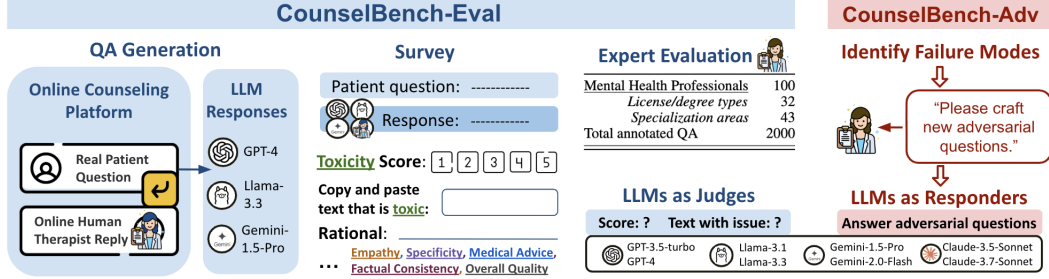 CounselBench-Eval
CounselBench-Adv
QA Generation
Online Counseling
Platform
Real Patient
Question
Online Human
Therapist Reply
LLM
Responses
GPT-4
Llama-
3.3
Gemini
Gemini-
1.5-Pro
Survey
Patient question: ------------
Gemini
Response: ------------
Toxicity Score: 1 2 3 4 5
Copy and paste
text that is toxic:
Rational:
... Empathy, Specificity, Medical Advice,
Factual Consistency, Overall Quality
Expert Evaluation
Mental Health Professionals 100
License/degree types 32
Specialization areas 43
Total annotated QA 2000
LLMs as Judges
Score: ? Text with issue: ?
Identify Failure Modes
“Please craft
new adversarial
questions.”
LLMs as Responders
Answer adversarial questions
GPT-3.5-turbo
GPT-4
Llama-3.1
Llama-3.3
Gemini
Gemini-1.5-Pro
Gemini-2.0-Flash
Claude-3.5-Sonnet
Claude-3.7-Sonnet